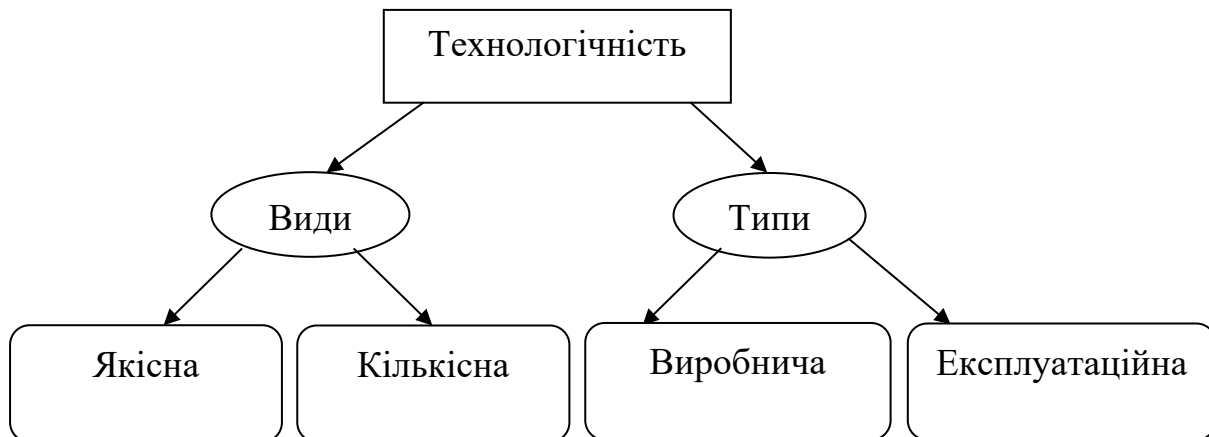 Технологічність
Види
Типи
Якісна
Кількісна
Виробнича
Експлуатаційна